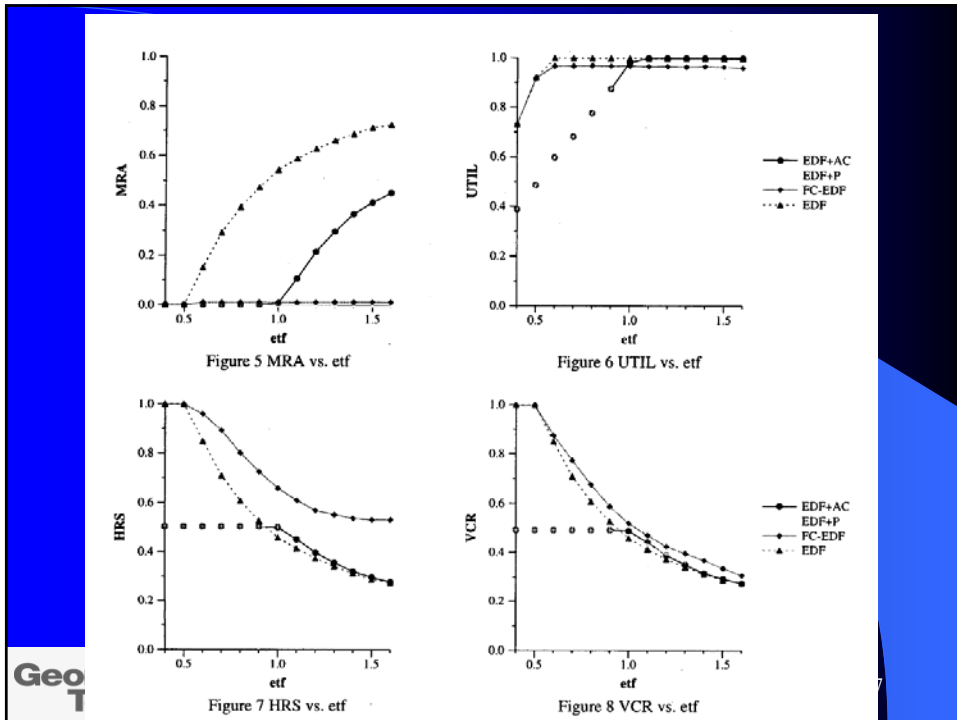 1.0
0.8
0.6
0.4
0.2
0.0
MRA
0.5 1.0 1.5
etf
Figure 5 MRA vs. etf
1.0
0.8
0.6
0.4
0.2
0.0
UTIL
0.5 1.0 1.5
etf
Figure 6 UTIL vs. etf
EDF+AC
EDF+P
FC-EDF
EDF
1.0
0.8
0.6
0.4
0.2
0.0
HRS
0.5 1.0 1.5
etf
Figure 7 HRS vs. etf
1.0
0.8
0.6
0.4
0.2
0.0
VCR
0.5 1.0 1.5
etf
Figure 8 VCR vs. etf
EDF+AC
EDF+P
FC-EDF
EDF
Geo
T
7